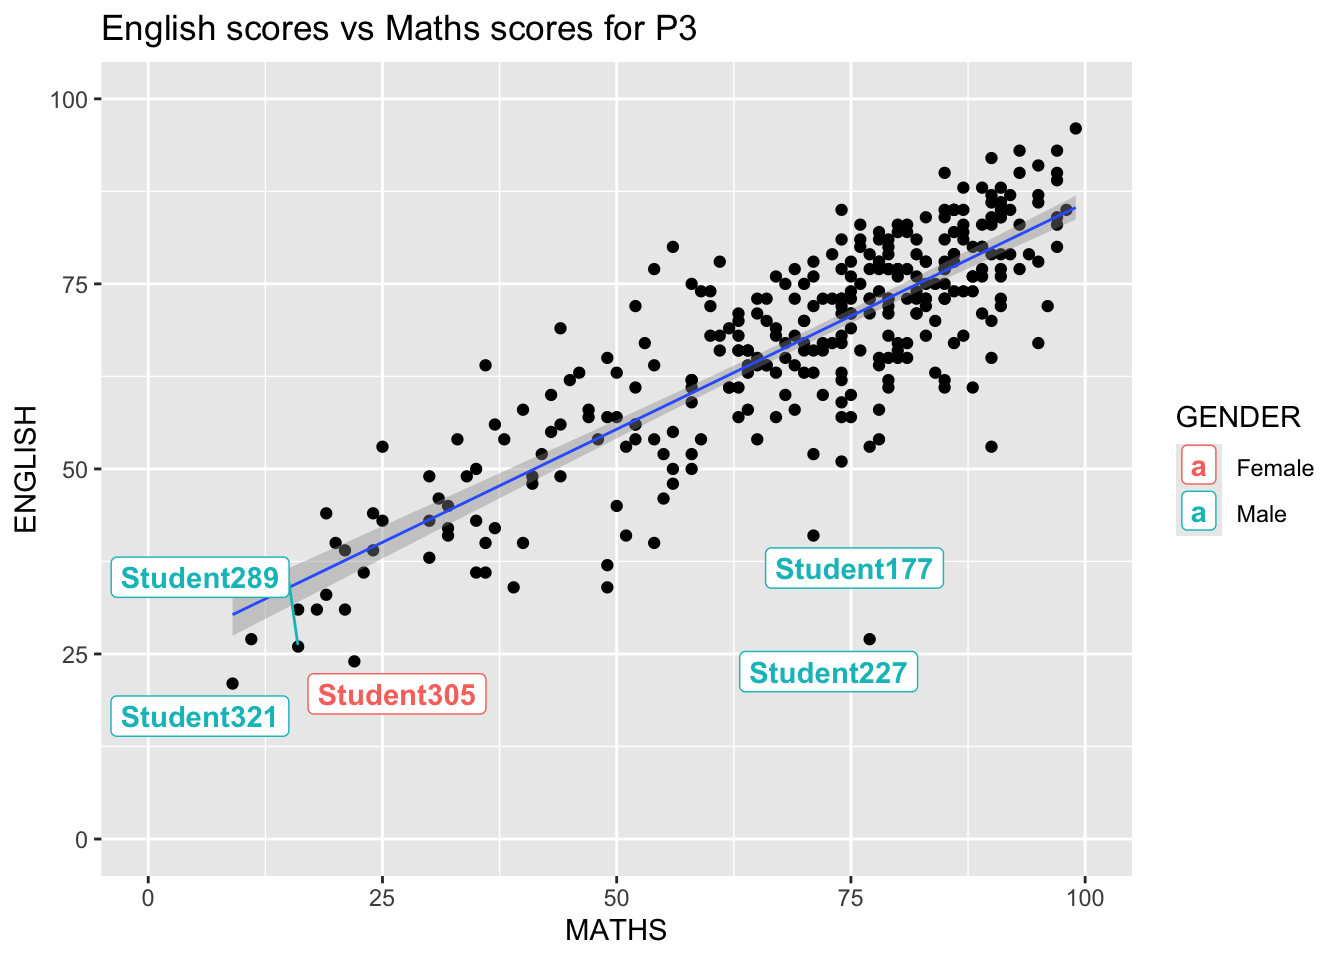 English scores vs Maths scores for P3
100
75
50
25
0
ENGLISH
Student289
Student177
Student305
Student227
Student321
0 25 50 75 100
MATHS
GENDER
a Female
a Male